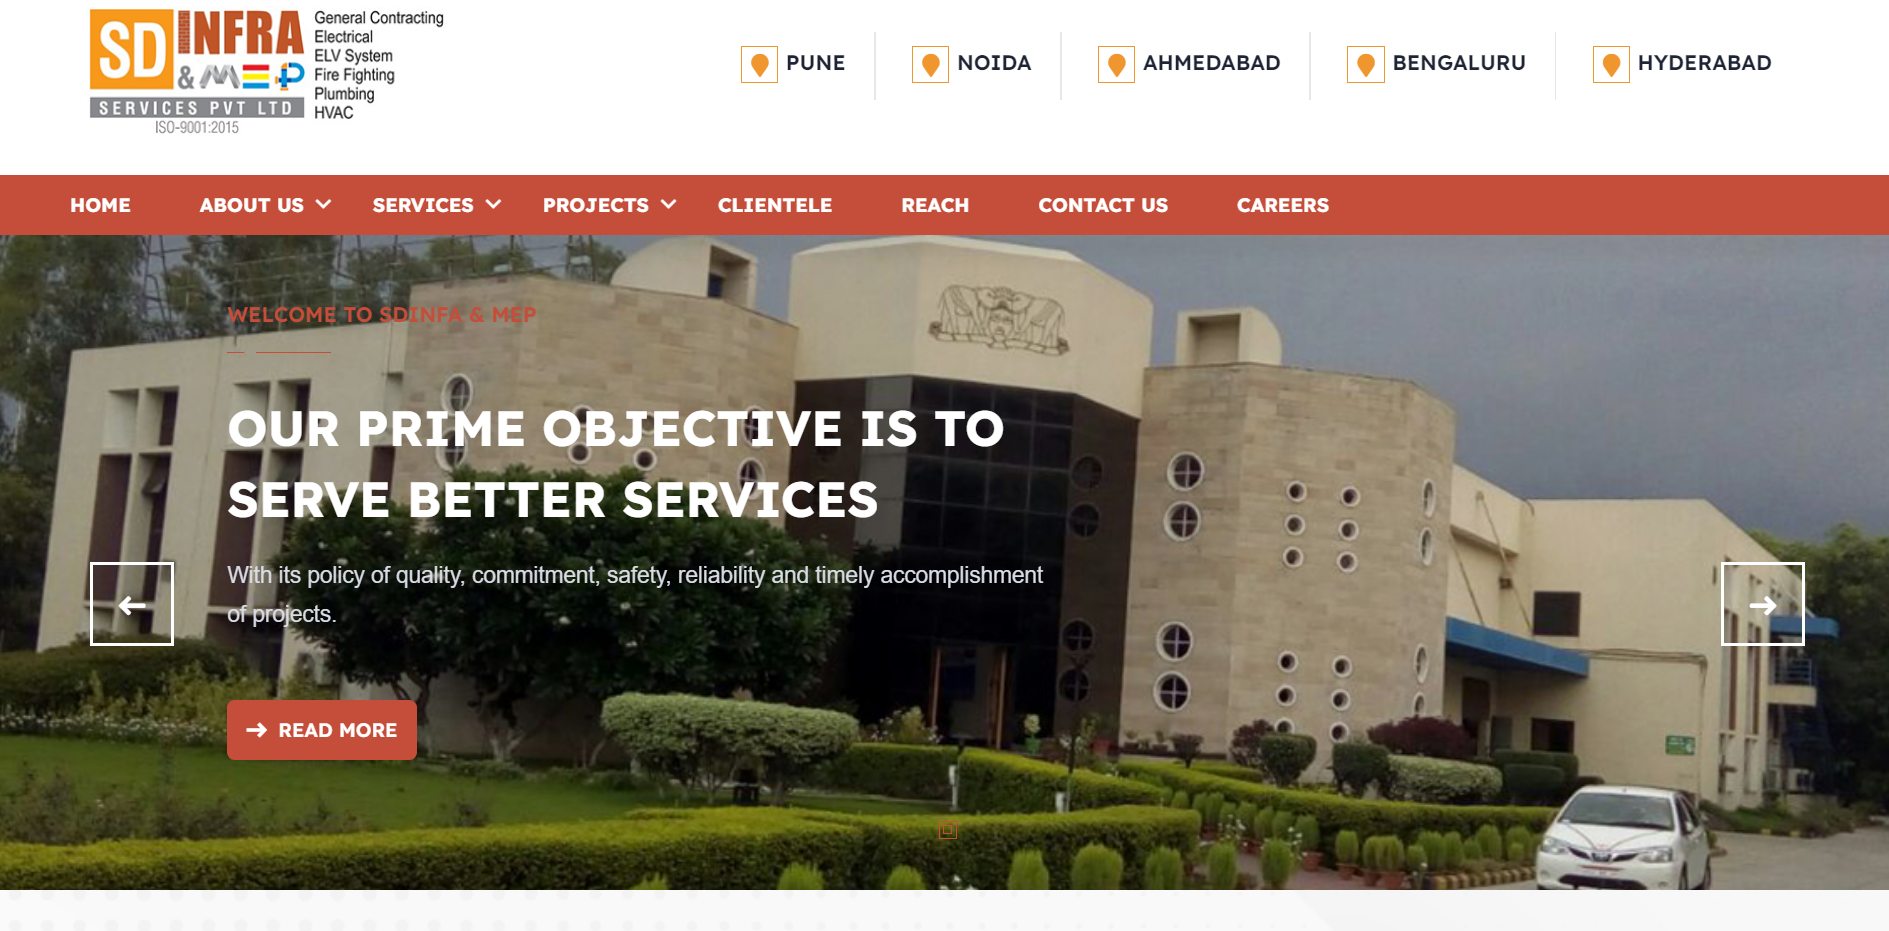 SD INFRA
& MEP
SERVICES PVT LTD
ISO-9001:2015
General Contracting
Electrical
ELV System
Fire Fighting
Plumbing
HVAC
PUNE
NOIDA
AHMEDABAD
BENGALURU
HYDERABAD
HOME
ABOUT US
SERVICES
PROJECTS
CLIENTELE
REACH
CONTACT US
CAREERS
WELCOME TO SDINFA & MEP
OUR PRIME OBJECTIVE IS TO
SERVE BETTER SERVICES
With its policy of quality, commitment, safety, reliability and timely accomplishment
of projects.
READ MORE